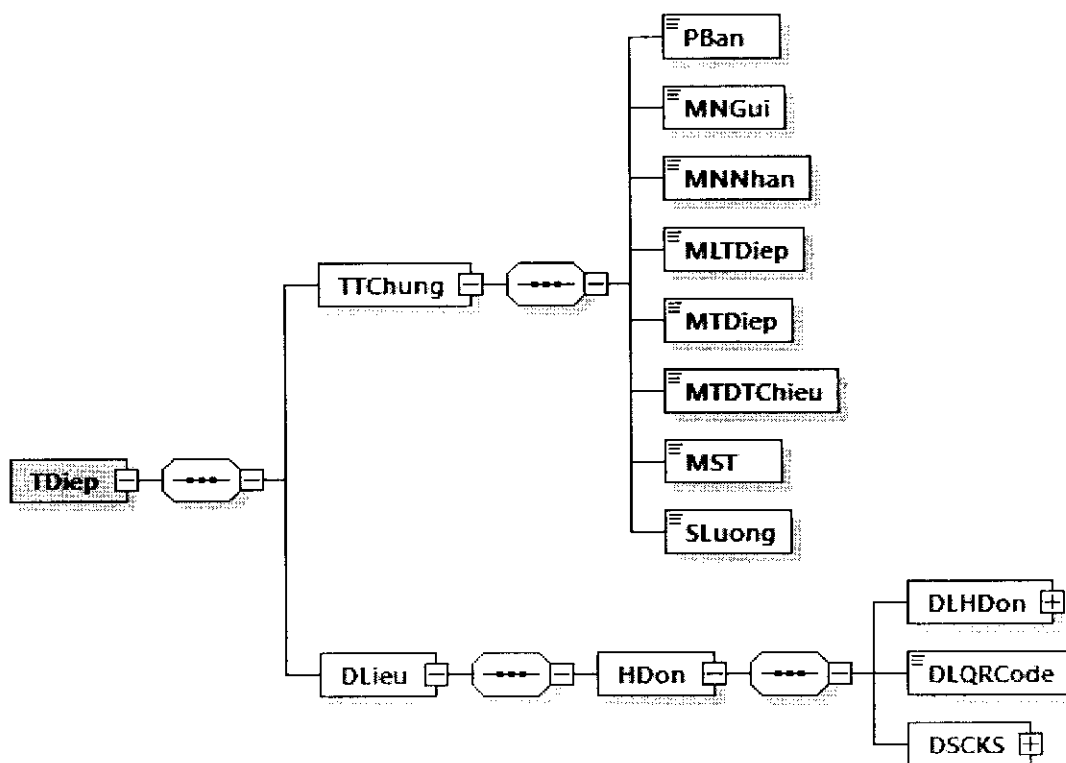 PBan
MNGui
MNNhan
MLTDiep
TTChung
MTDiep
MTDTChieu
TDiep
MST
SLuong
DLHDon
DLieu
HDon
DLQRCode
DSCKS